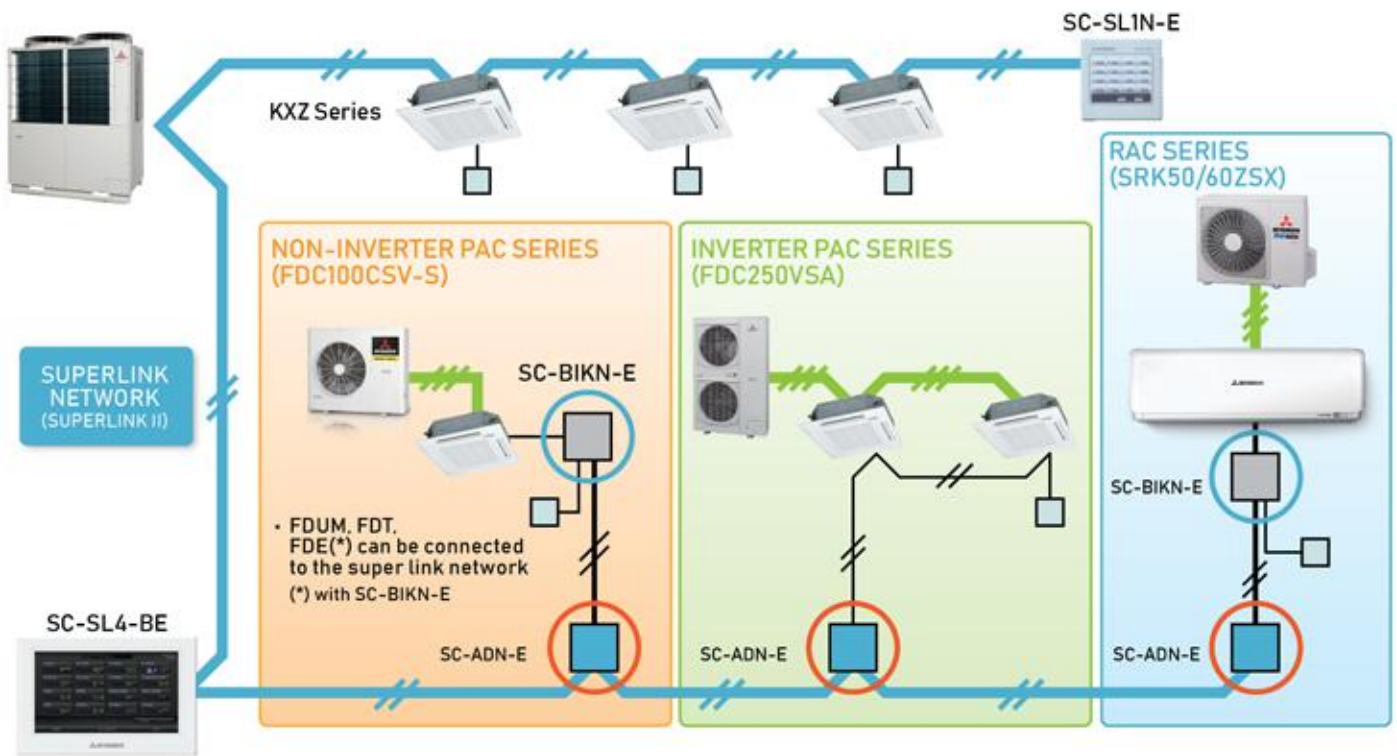 SC-SL1N-E
KXZ Series
RAC SERIES
(SRK50/60ZSX)
NON-INVERTER PAC SERIES
(FDC100CSV-S)
INVERTER PAC SERIES
(FDC250VSA)
SUPERLINK
NETWORK
(SUPERLINK II)
SC-BIKN-E
SC-BIKN-E
• FDUM, FDT,
FDE(*) can be connected
to the super link network
(*) with SC-BIKN-E
SC-SL4-BE
SC-ADN-E
SC-ADN-E
SC-ADN-E